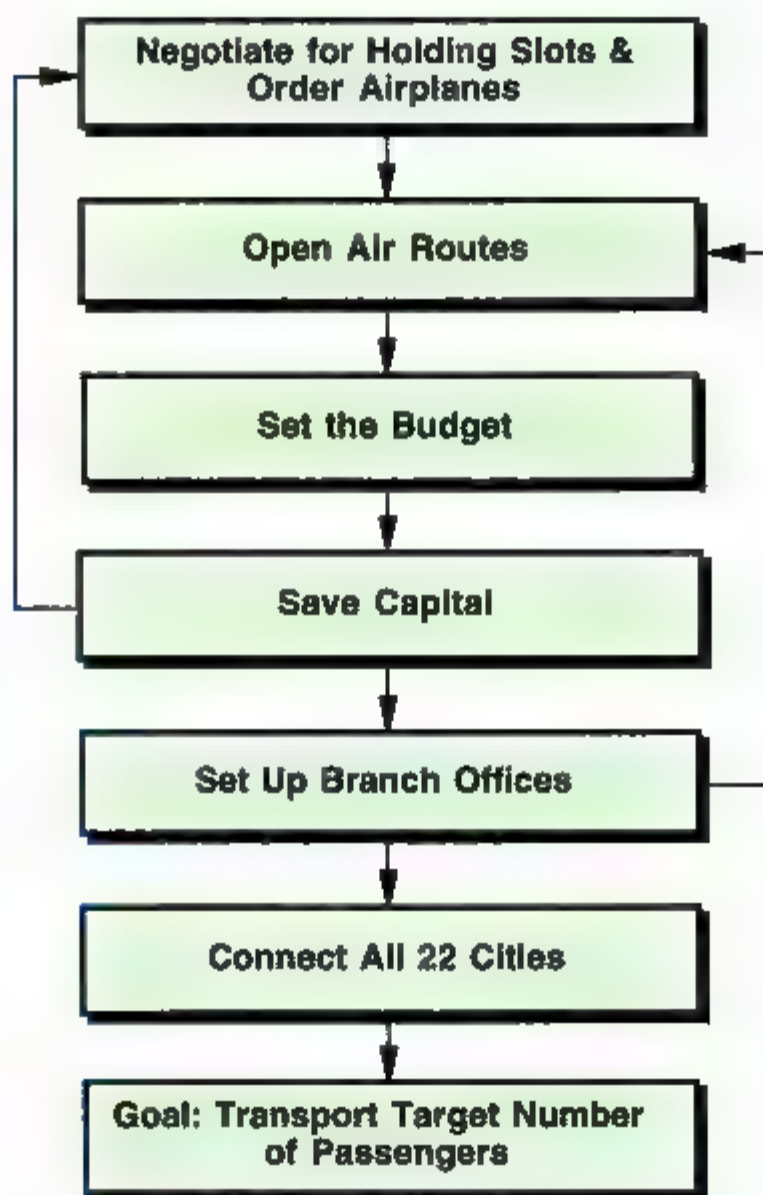 Negotiate for Holding Slots &
Order Airplanes
Open Air Routes
Set the Budget
Save Capital
Set Up Branch Offices
Connect All 22 Cities
Goal: Transport Target Number
of Passengers